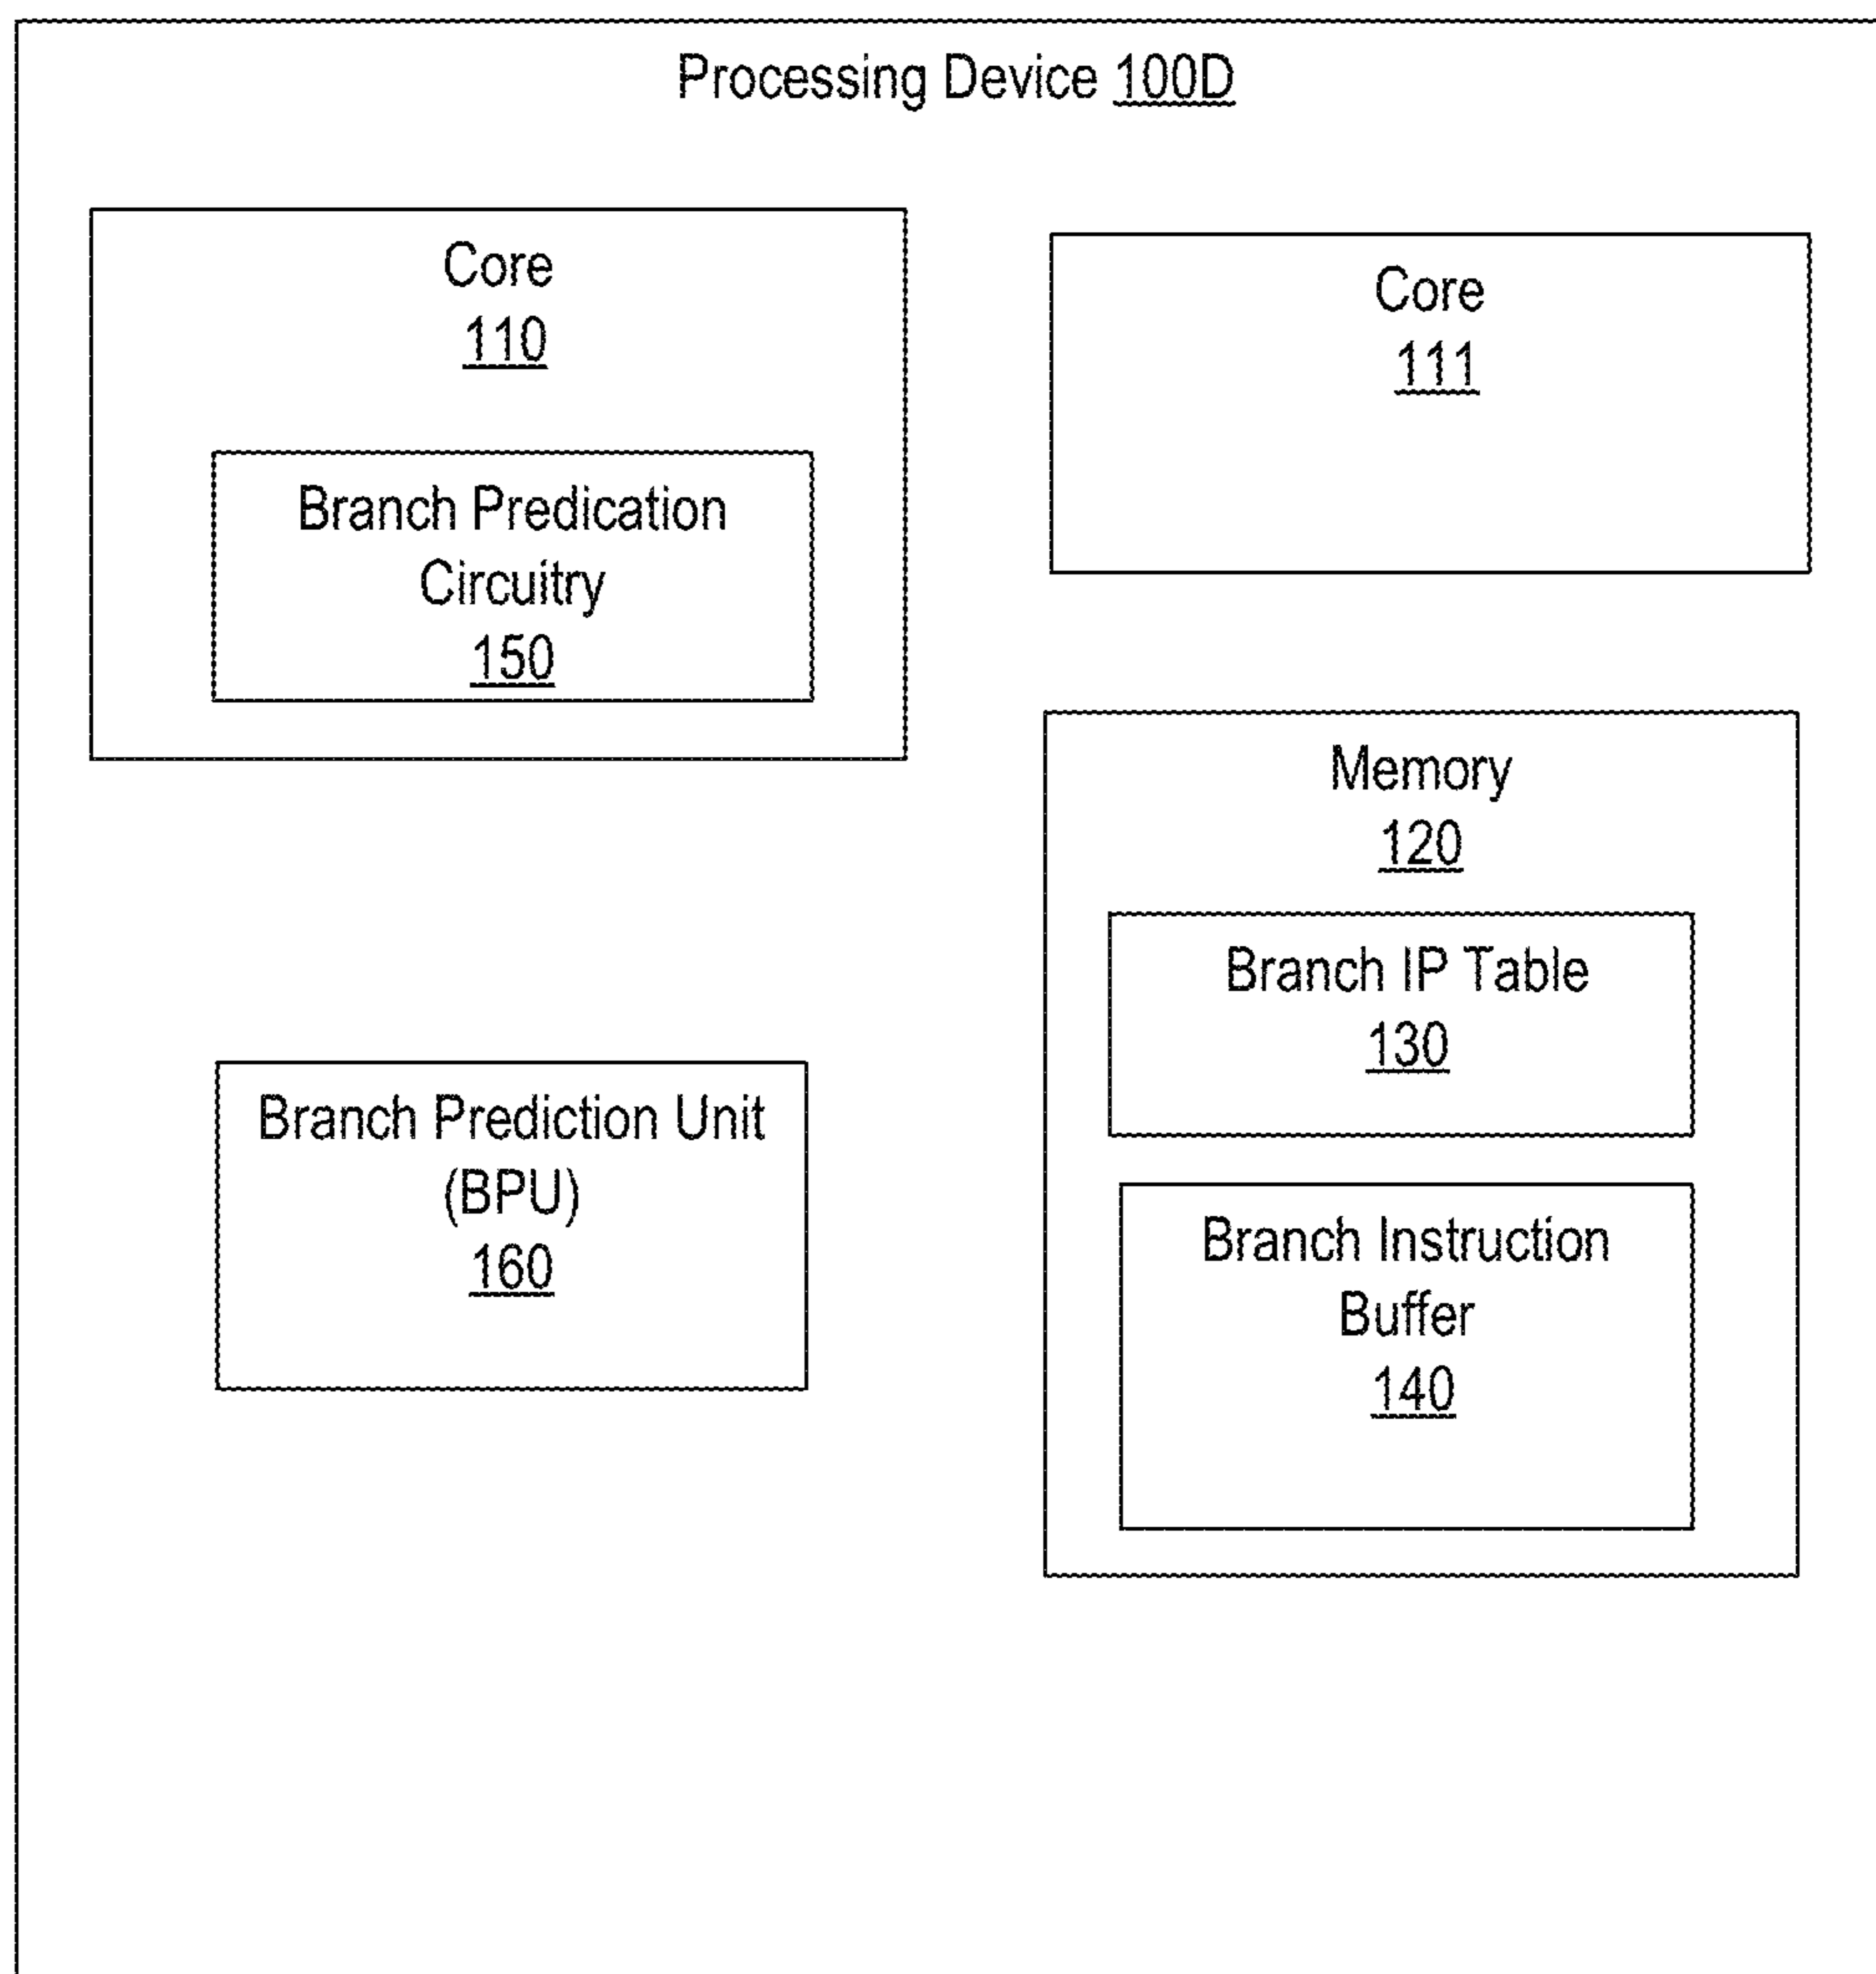 Processing Device 100D
Core
110
Branch Predication
Circuitry
150
Core
111
Memory
120
Branch IP Table
130
Branch Instruction
Buffer
140
Branch Prediction Unit
(BPU)
160